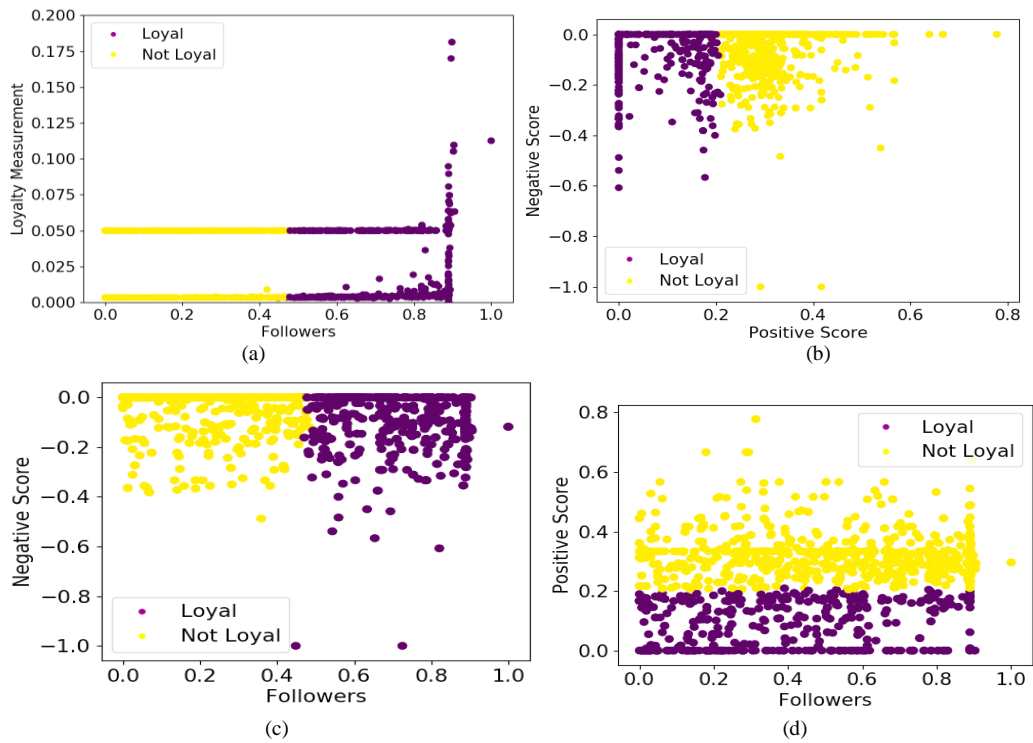 0.200
0.175
0.150
0.125
0.100
0.075
0.050
0.025
0.000
Loyalty Measurement
Loyal
Not Loyal
0.0 0.2 0.4 0.6 0.8 1.0
Followers
(a)
0.0
−0.2
−0.4
−0.6
−0.8
−1.0
Negative Score
Loyal
Not Loyal
0.0 0.2 0.4 0.6 0.8
Positive Score
(b)
0.0
−0.2
−0.4
−0.6
−0.8
−1.0
Negative Score
Loyal
Not Loyal
0.0 0.2 0.4 0.6 0.8 1.0
Followers
(c)
0.8
0.6
0.4
0.2
0.0
Positive Score
Loyal
Not Loyal
0.0 0.2 0.4 0.6 0.8 1.0
Followers
(d)